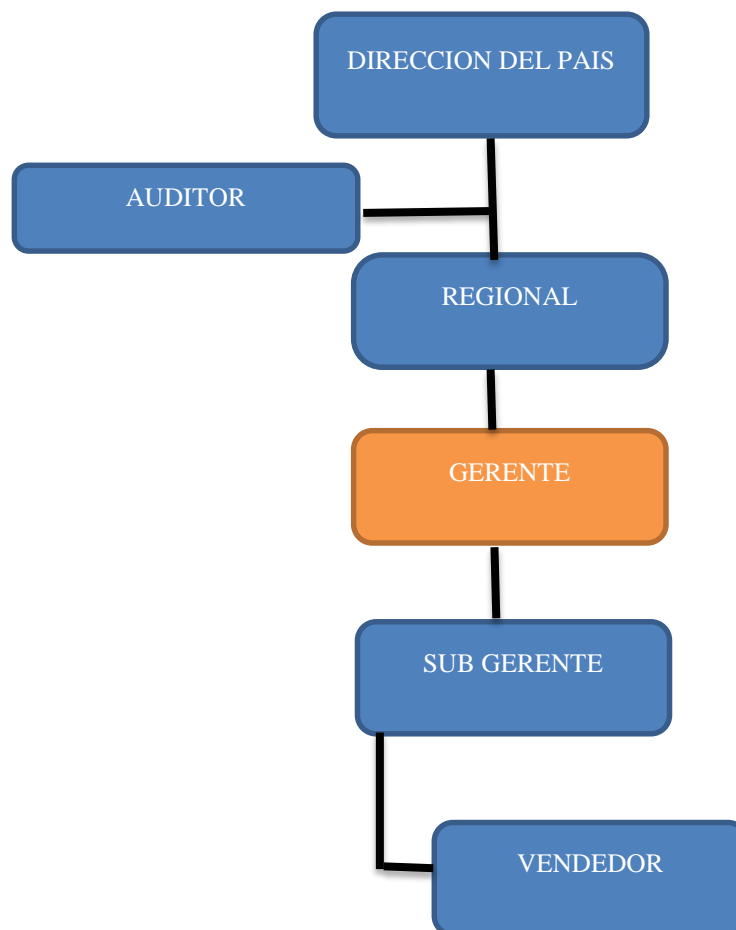 DIRECCION DEL PAIS
AUDITOR
REGIONAL
GERENTE
SUB GERENTE
VENDEDOR